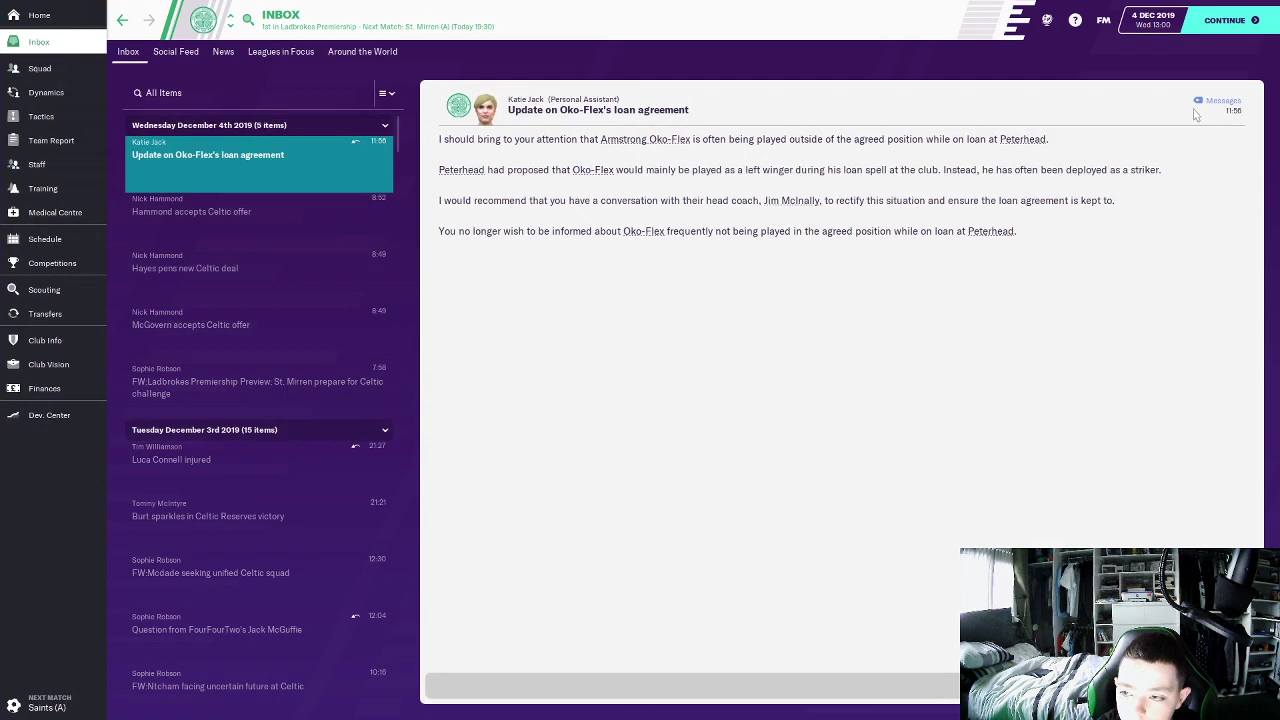 INBOX
1st in Ladbrokes Premiership - Next Match: St. Mirren (A) (Today 19:30)
FM
4 DEC 2019
Wed 13:00
CONTINUE
Inbox
Social Feed
News
Leagues in Focus
Around the World
Inbox
Squad
Dynamics
Tactics
Team Report
Staff
Training
Medical Centre
Schedule
Competitions
Scouting
Transfers
Club Info
Club Vision
Finances
Dev. Center
NEXT MATCH
Saints (A)
All Items
Wednesday December 4th 2019 (5 items)
Katie Jack 11:56
Update on Oko-Flex's loan agreement
Nick Hammond 8:52
Hammond accepts Celtic offer
Nick Hammond 8:49
Hayes pens new Celtic deal
Nick Hammond 8:49
McGovern accepts Celtic offer
Sophie Robson 7:58
FW:Ladbrokes Premiership Preview: St. Mirren prepare for Celtic
challenge
Tuesday December 3rd 2019 (15 items)
Tim Williamson 21:27
Luca Connell injured
Tommy McIntyre 21:21
Burt sparkles in Celtic Reserves victory
Sophie Robson 12:30
FW:Mcdade seeking unified Celtic squad
Sophie Robson 12:04
Question from FourFourTwo's Jack McGuffie
Sophie Robson 10:16
FW:Ntcham facing uncertain future at Celtic
Katie Jack (Personal Assistant)
Update on Oko-Flex's loan agreement
Messages
11:56
I should bring to your attention that Armstrong Oko-Flex is often being played outside of the agreed position while on loan at Peterhead.
Peterhead had proposed that Oko-Flex would mainly be played as a left winger during his loan spell at the club. Instead, he has often been deployed as a striker.
I would recommend that you have a conversation with their head coach, Jim McInally, to rectify this situation and ensure the loan agreement is kept to.
You no longer wish to be informed about Oko-Flex frequently not being played in the agreed position while on loan at Peterhead.